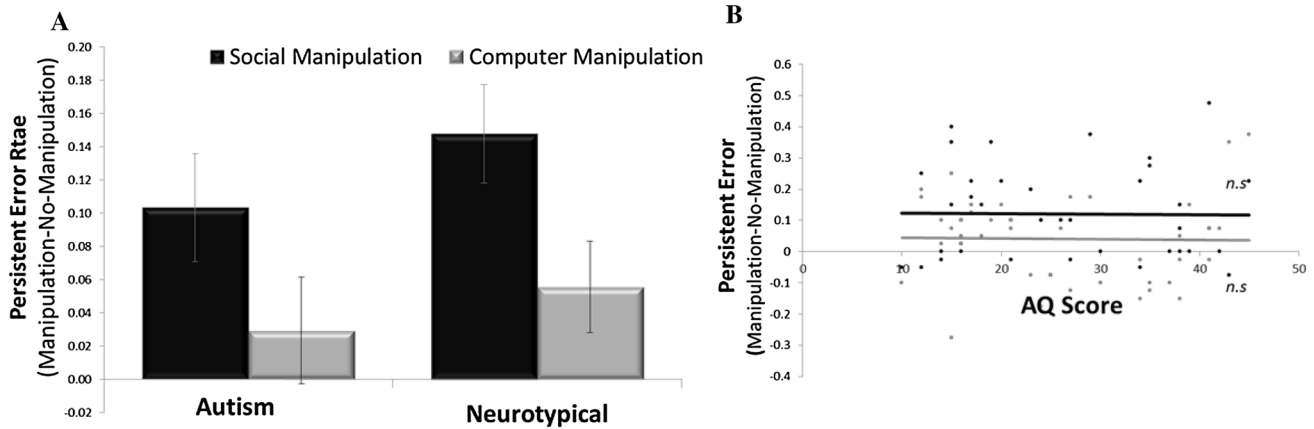 A
Persistent Error Rtae
(Manipulation-No-Manipulation)
0.20
0.18
0.16
0.14
0.12
0.10
0.08
0.06
0.04
0.02
0.00
-0.02
Social Manipulation
Computer Manipulation
Autism
Neurotypical
B
Persistent Error
(Manipulation-No-Manipulation)
0.6
0.5
0.4
0.3
0.2
0.1
0
-0.1
-0.2
-0.3
-0.4
0
10
20
30
40
50
n.s
n.s
AQ Score